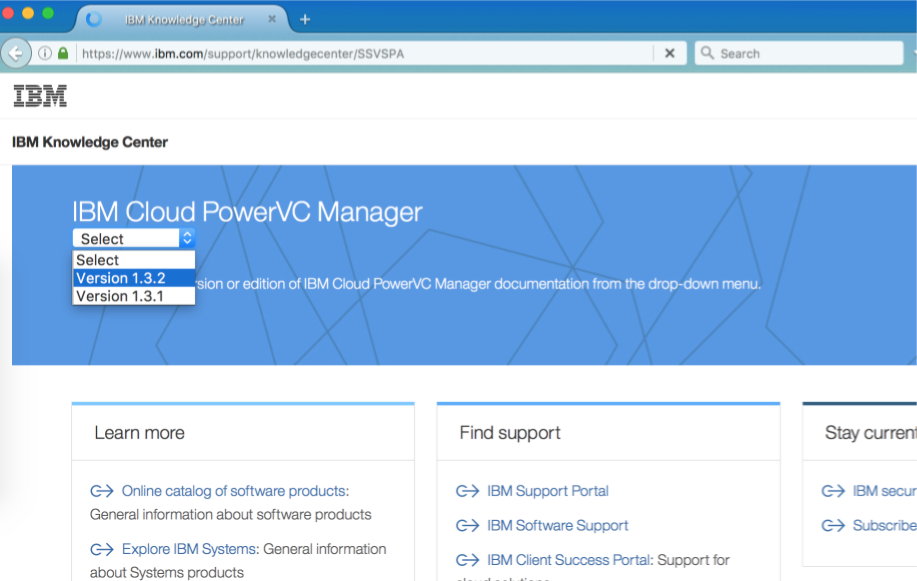 IBM Knowledge Center
https://www.ibm.com/support/knowledgecenter/SSVSPA
Search
IBM
IBM Knowledge Center
IBM Cloud PowerVC Manager
Select
Select
Version 1.3.2
rsion or edition of IBM Cloud PowerVC Manager documentation from the drop-down menu.
Version 1.3.1
Learn more
Online catalog of software products:
General information about software products
Explore IBM Systems: General information
about Systems products
Find support
IBM Support Portal
IBM Software Support
IBM Client Success Portal: Support for
Stay current
IBM secur
Subscribe